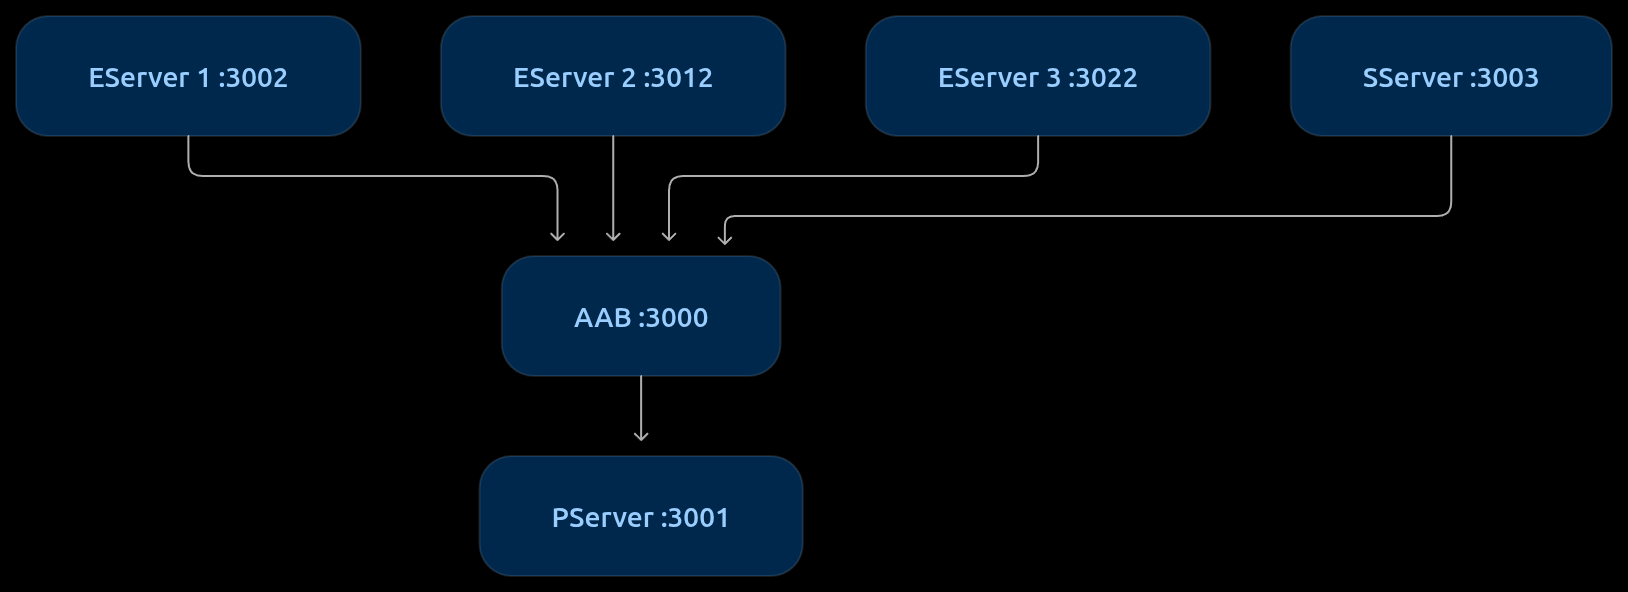 EServer 1 :3002
EServer 2 :3012
EServer 3 :3022
SServer :3003
AAB :3000
PServer :3001